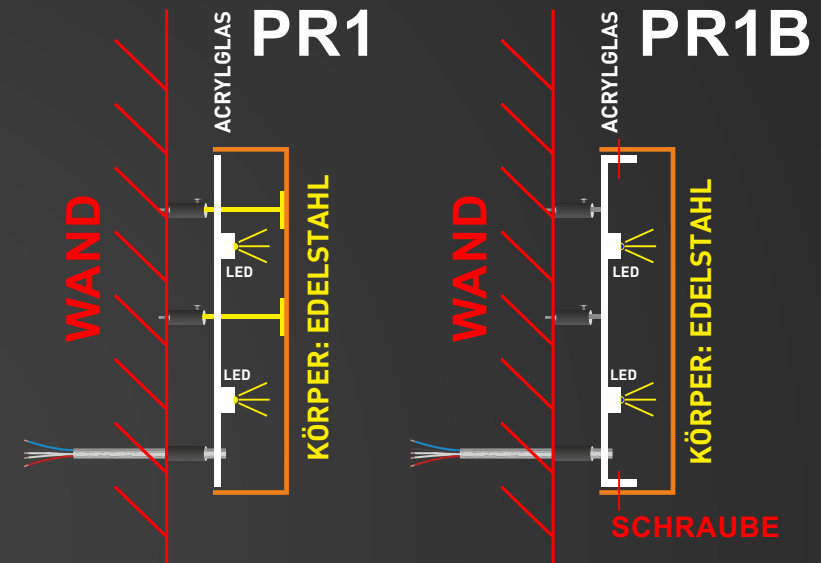 PR1
ACRYLGLAS
WAND
LED
LED
KÖRPER: EDELSTAHL
PR1B
ACRYLGLAS
WAND
LED
LED
KÖRPER: EDELSTAHL
SCHRAUBE